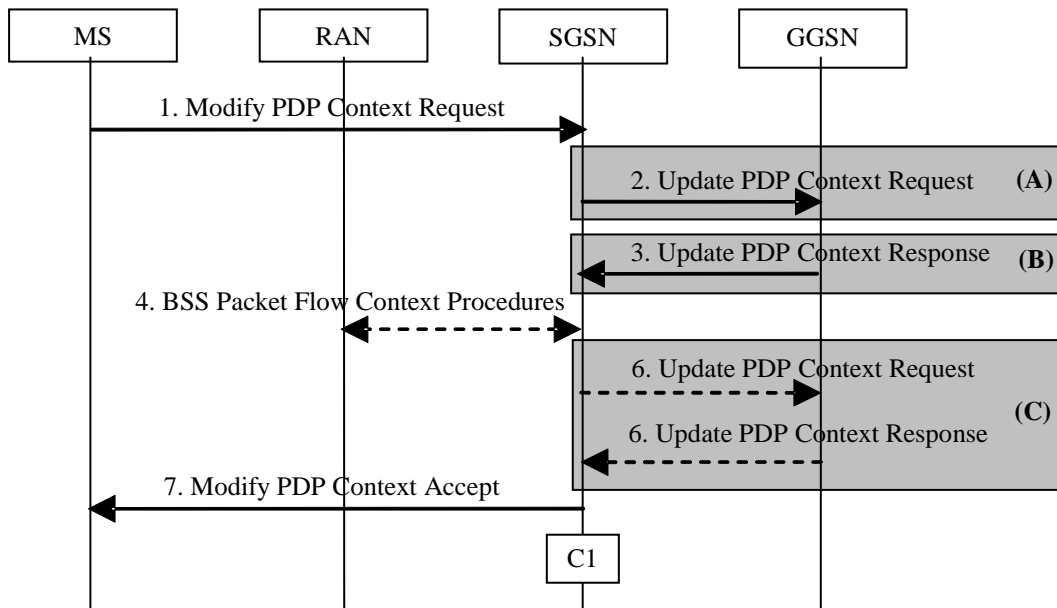 MS
RAN
SGSN
GGSN
1. Modify PDP Context Request
2. Update PDP Context Request
(A)
3. Update PDP Context Response
(B)
4. BSS Packet Flow Context Procedures
6. Update PDP Context Request
(C)
6. Update PDP Context Response
7. Modify PDP Context Accept
C1